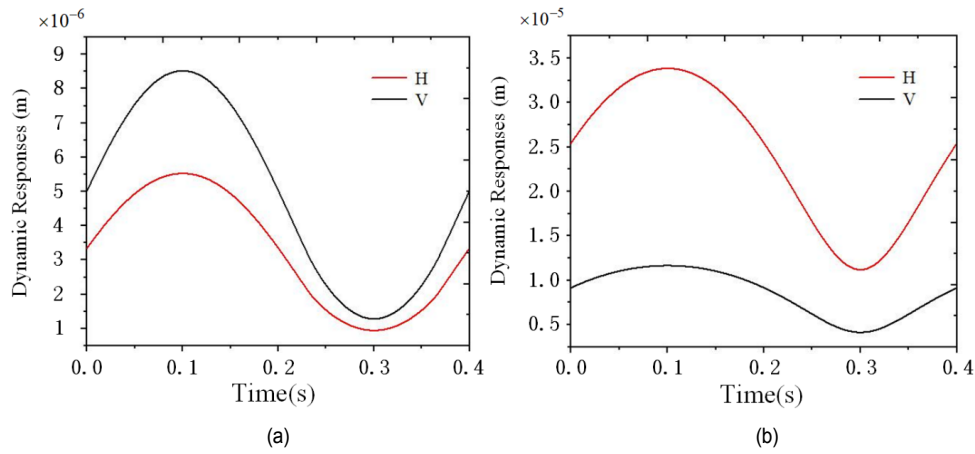 ×10⁻⁶
9
8
7
6
5
4
3
2
1
Dynamic Responses (m)
H
V
0.0
0.1
0.2
0.3
0.4
Time(s)
(a)
×10⁻⁵
3.5
3.0
2.5
2.0
1.5
1.0
0.5
Dynamic Responses (m)
H
V
0.0
0.1
0.2
0.3
0.4
Time(s)
(b)